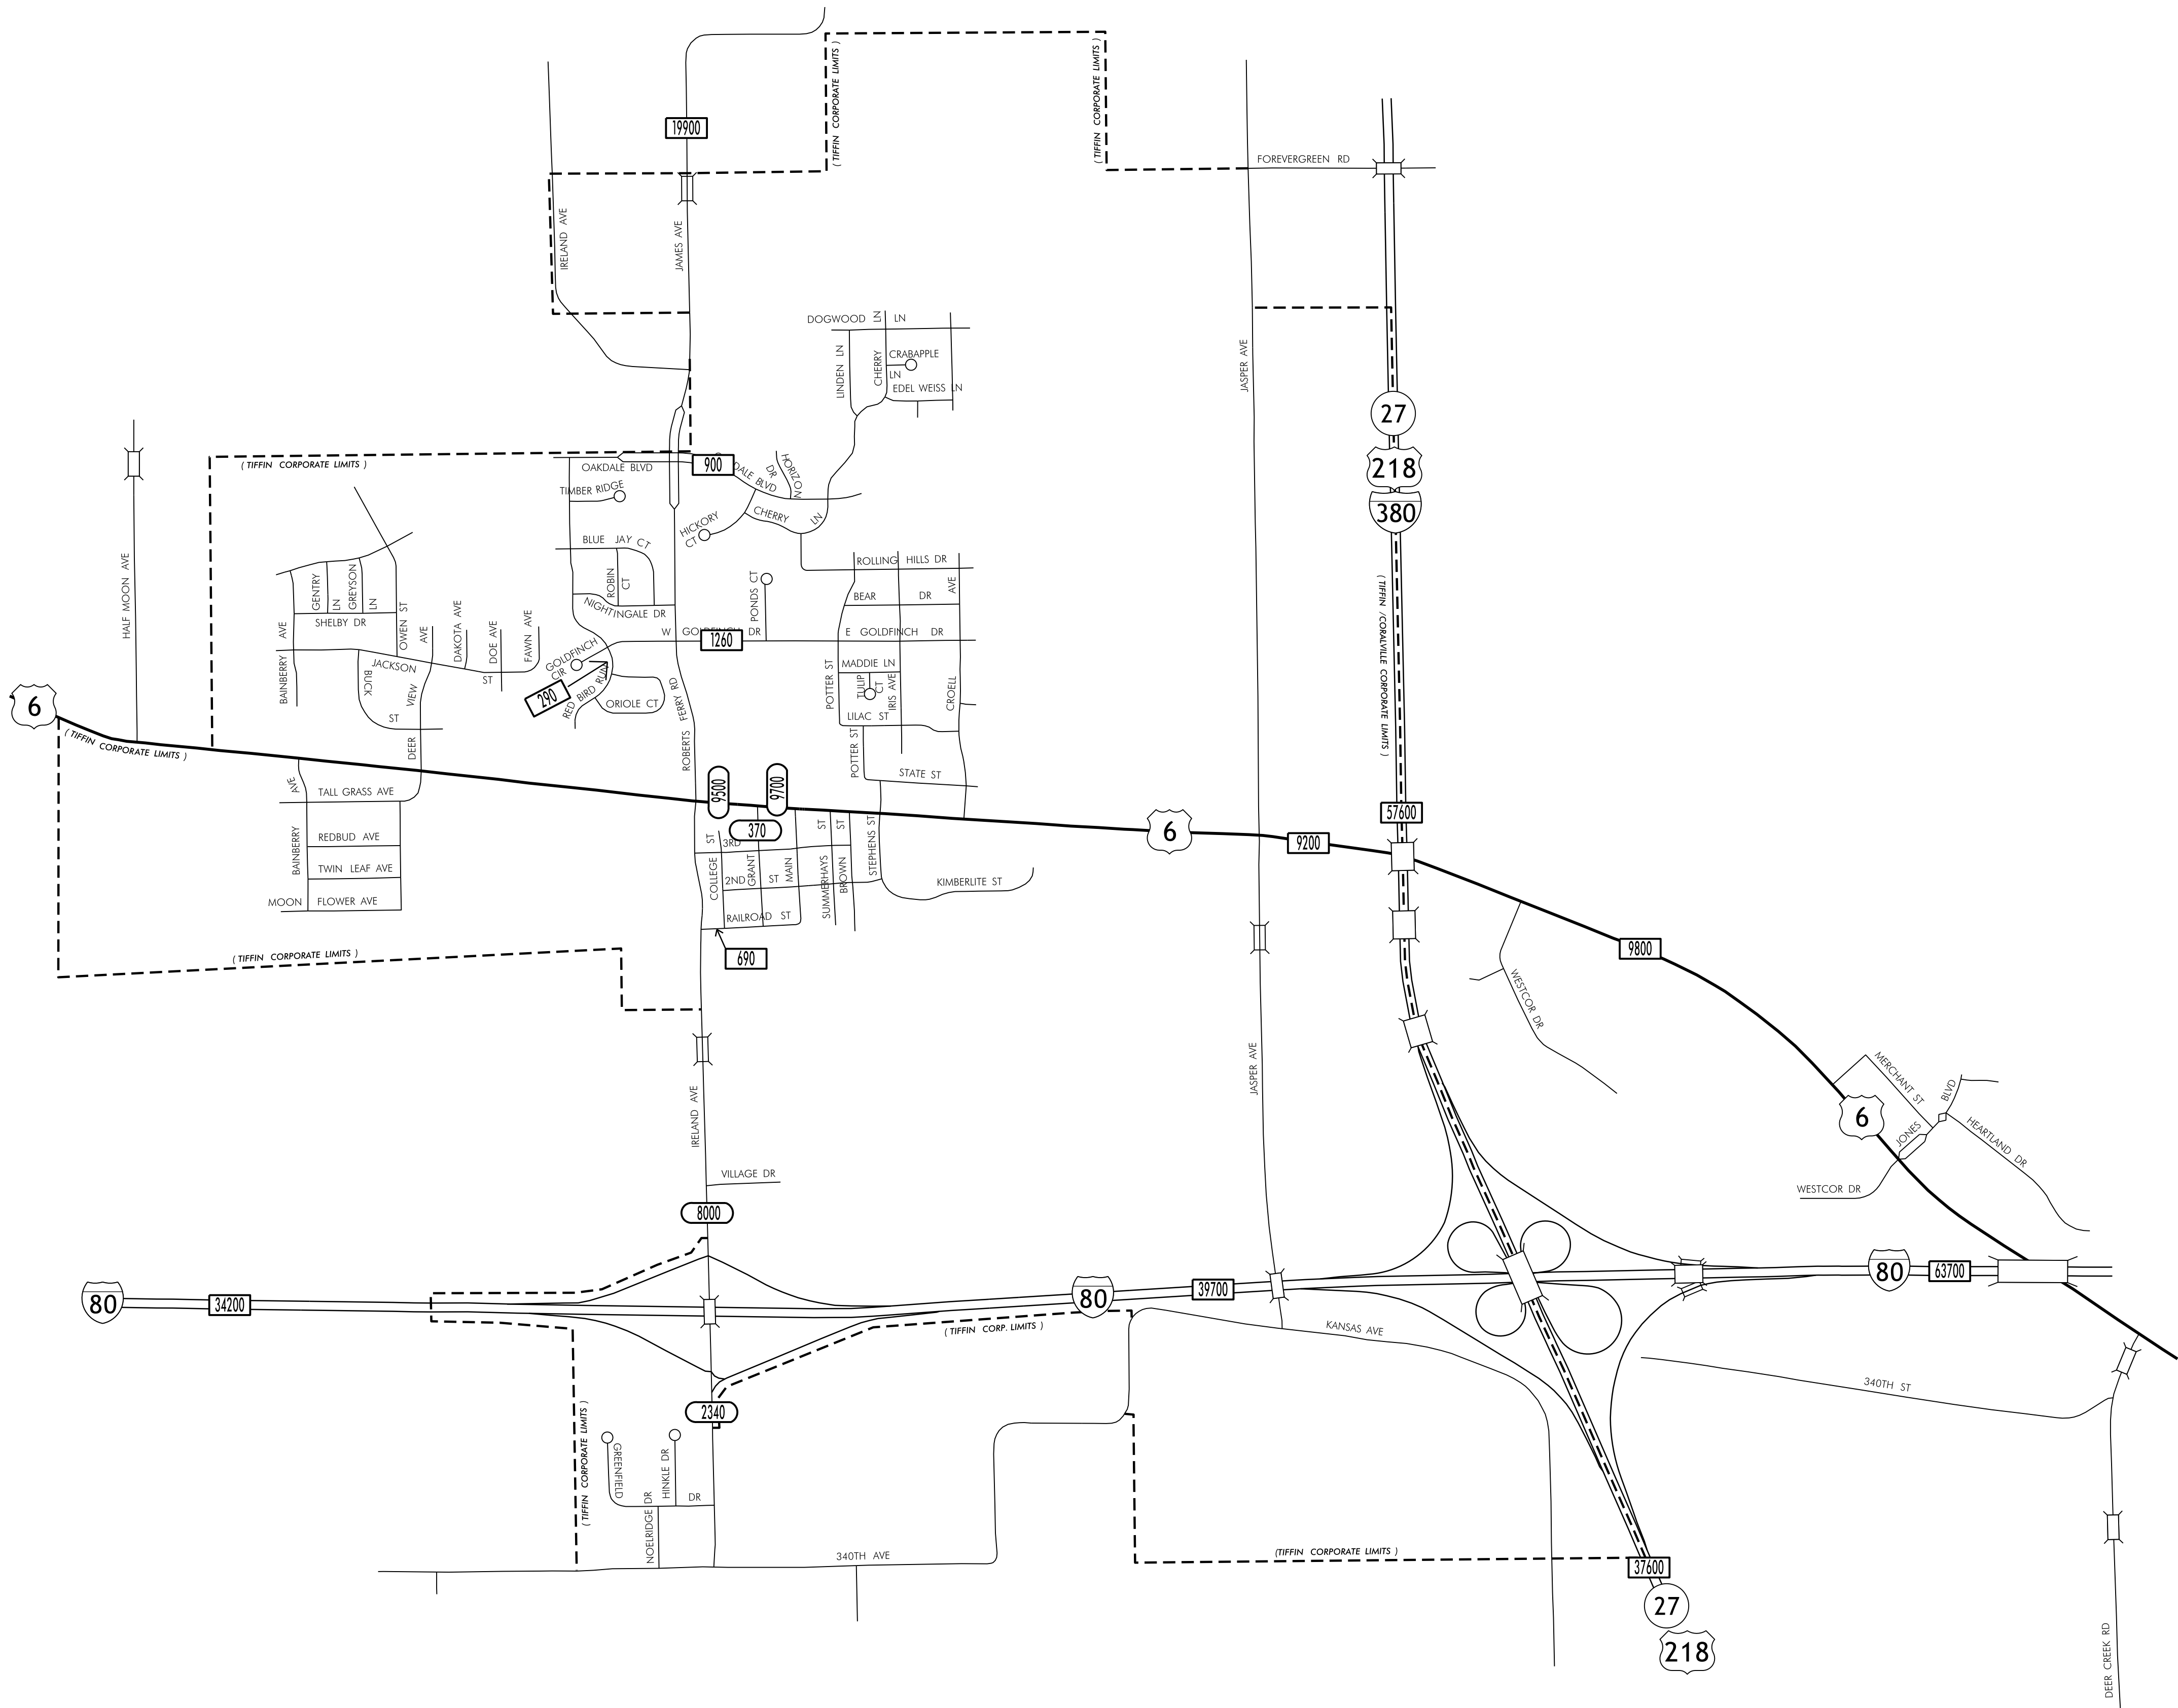 ( TIFFIN CORPORATE LIMITS )
( TIFFIN CORPORATE LIMITS )
19900
FOREVERGREEN RD
IRELAND AVE
JAMES AVE
DOGWOOD LN
LN
LINDEN LN
CHERRY
CRABAPPLE
LN
EDEL WEISS LN
JASPER AVE
27
218
380
( TIFFIN CORPORATE LIMITS )
OAKDALE BLVD
900
DALE BLVD
HORIZON
DR
TIMBER RIDGE
HICKORY
CT
CHERRY
LN
BLUE JAY CT
ROBIN
CT
ROLLING HILLS DR
HALF MOON AVE
GENTRY
LN
GREYSON
LN
SHELBY DR
OWEN ST
NIGHTINGALE DR
PONDS CT
BEAR DR
AVE
W GOLDFINCH DR
1260
E GOLDFINCH DR
( TIFFIN /CORALVILLE CORPORATE LIMITS )
BAINBERRY AVE
JACKSON
ST
BUCK
ST
AVE
VIEW
DEER
DAKOTA AVE
DOE AVE
FAWN AVE
GOLDFINCH
CIR
290
RED BIRD RUN
ORIOLE CT
ROBERTS FERRY RD
MADDIE LN
POTTER ST
TULIP
CT
IRIS AVE
CROELL
LILAC ST
6
( TIFFIN CORPORATE LIMITS )
POTTER ST
STATE ST
BAINBERRY
AVE
TALL GRASS AVE
REDBUD AVE
TWIN LEAF AVE
MOON FLOWER AVE
9500
9700
370
3RD
COLLEGE
ST
2ND ST
GRANT
MAIN
SUMMERHAYS
ST
BROWN
ST
STEPHENS ST
RAILROAD ST
690
KIMBERLITE ST
6
9200
57600
9800
( TIFFIN CORPORATE LIMITS )
WESTCOR DR
JASPER AVE
IRELAND AVE
MERCHANT ST
6
JONES
BLVD
HEARTLAND DR
WESTCOR DR
VILLAGE DR
8000
80
34200
80
39700
80
63700
( TIFFIN CORP. LIMITS )
KANSAS AVE
340TH ST
2340
( TIFFIN CORPORATE LIMITS )
GREENFIELD
HINKLE DR
DR
NOELRIDGE DR
340TH AVE
(TIFFIN CORPORATE LIMITS )
37600
27
218
DEER CREEK RD